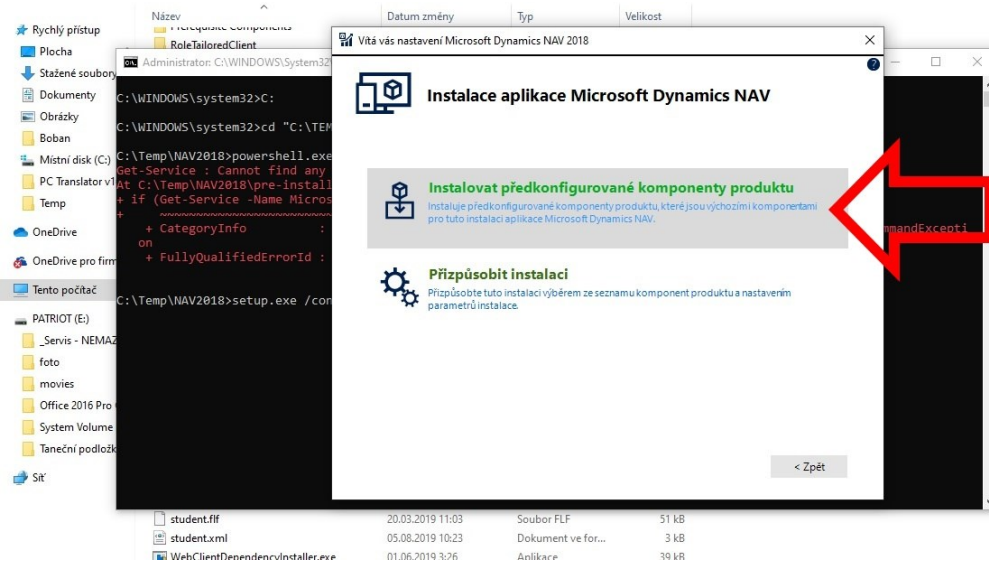 Název
Datum změny
Typ
Velikost
Rychlý přístup
Plocha
Stažené soubory
Dokumenty
Obrázky
Boban
Místní disk (C:)
PC Translator v1
Temp
OneDrive
OneDrive pro firm
Tento počítač
PATRIOT (E:)
_Servis - NEMAZ
foto
movies
Office 2016 Pro
System Volume
Taneční podložk
Síť
Prerequisite Components
RoleTailoredClient
Administrator: C:\WINDOWS\System32\
C:\WINDOWS\system32>C:
C:\WINDOWS\system32>cd "C:\TEM
C:\Temp\NAV2018>powershell.exe
Get-Service : Cannot find any
At C:\Temp\NAV2018\pre-install
+ if (Get-Service -Name Micros
+ ~~~~~~~~~~~~~~~~~~~~~~~~
+ CategoryInfo :
mmandExcepti
on
+ FullyQualifiedErrorId :
C:\Temp\NAV2018>setup.exe /con
Vítá vás nastavení Microsoft Dynamics NAV 2018
Instalace aplikace Microsoft Dynamics NAV
Instalovat předkonfigurované komponenty produktu
Instaluje předkonfigurované komponenty produktu, které jsou výchozími komponentami
pro tuto instalaci aplikace Microsoft Dynamics NAV.
Přizpůsobit instalaci
Přizpůsobte tuto instalaci výběrem ze seznamu komponent produktu a nastavením
parametrů instalace.
< Zpět
student.flf 20.03.2019 11:03 Soubor FLF 51 kB
student.xml 05.08.2019 10:23 Dokument ve for... 3 kB
WebClientDependencyInstaller.exe 01.06.2019 3:26 Aplikace 39 kB